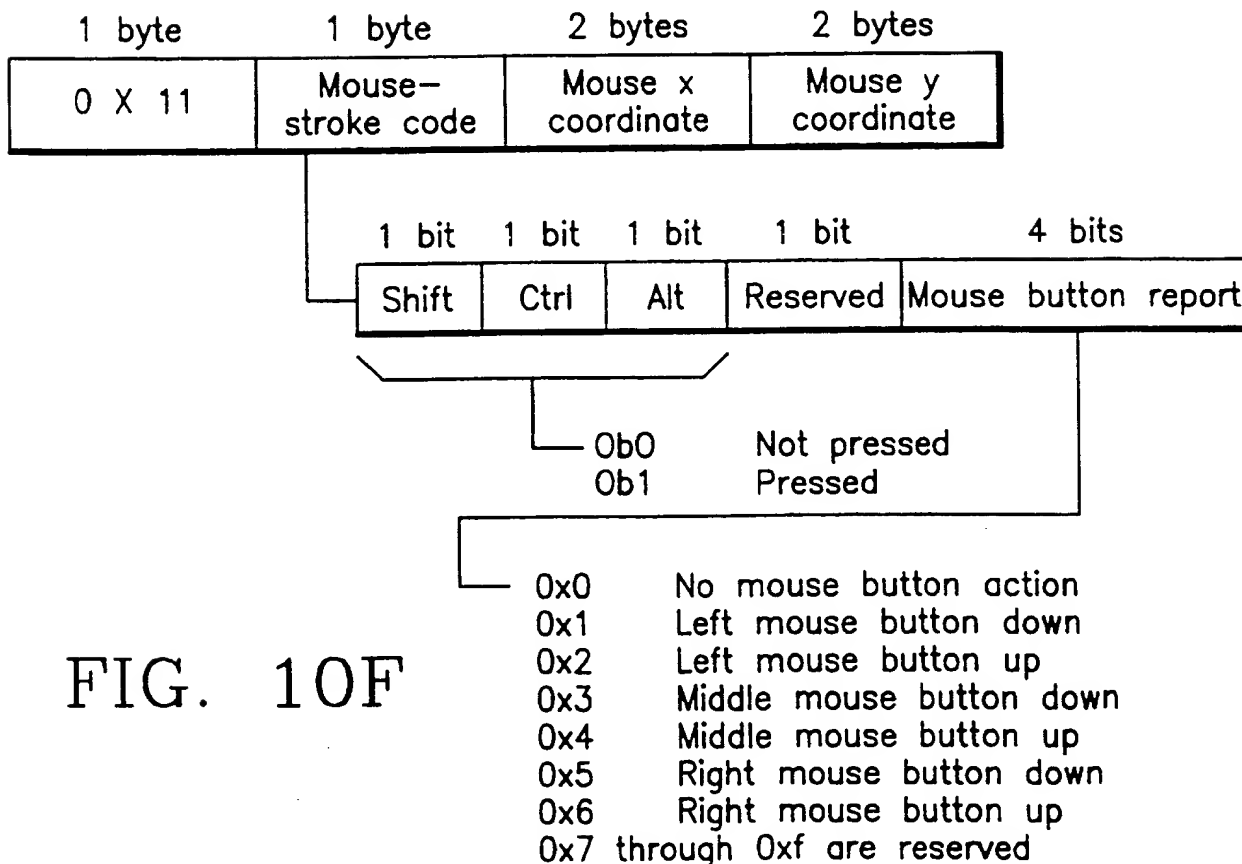 1 byte 1 byte 2 bytes 2 bytes
0 X 11 Mouse- Mouse x Mouse y
stroke code coordinate coordinate
1 bit 1 bit 1 bit 1 bit 4 bits
Shift Ctrl Alt Reserved Mouse button report
0b0 Not pressed
0b1 Pressed
0x0 No mouse button action
0x1 Left mouse button down
0x2 Left mouse button up
0x3 Middle mouse button down
0x4 Middle mouse button up
0x5 Right mouse button down
0x6 Right mouse button up
0x7 through 0xf are reserved
FIG. 10F